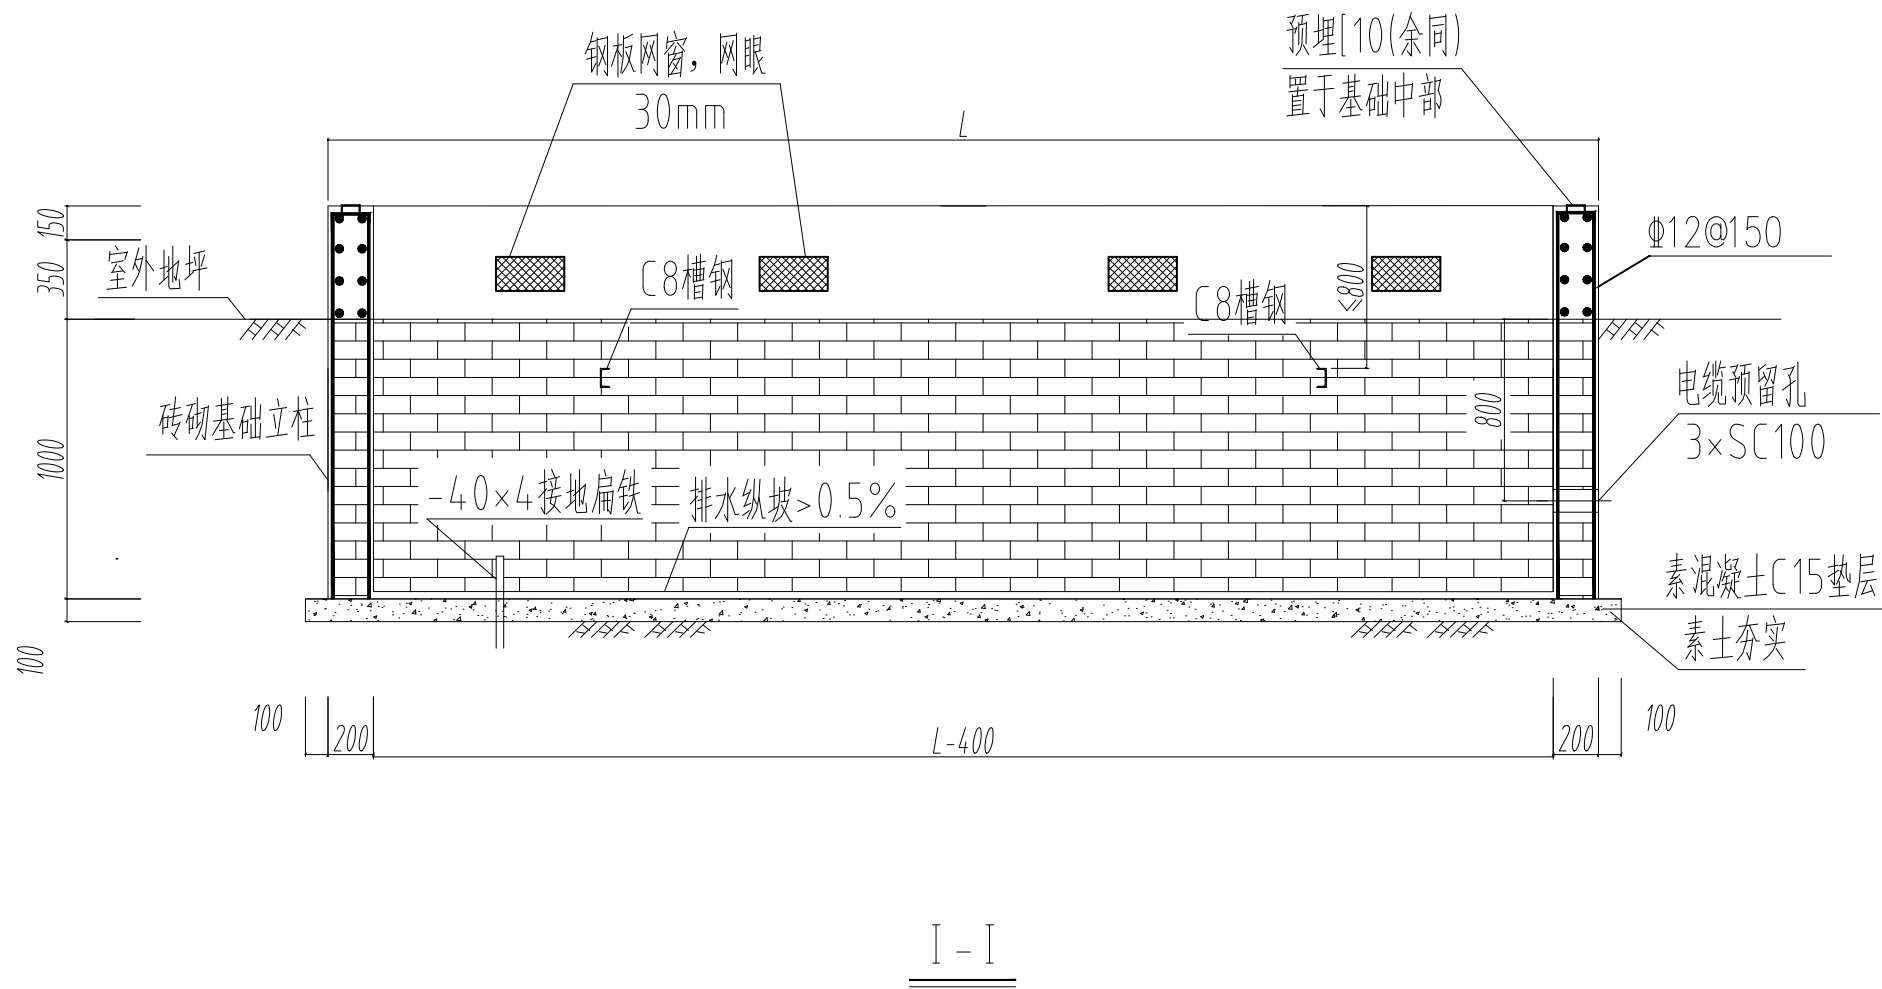 钢板网窗，网眼
30mm
预埋[10(余同)
置于基础中部
L
150
350
1000
100
室外地坪
C8槽钢
C8槽钢
≤800
Φ12@150
砖砌基础立柱
800
电缆预留孔
3×SC100
-40×4接地扁铁
排水纵坡>0.5%
素混凝土C15垫层
素土夯实
100
200
L-400
200
100
I-I